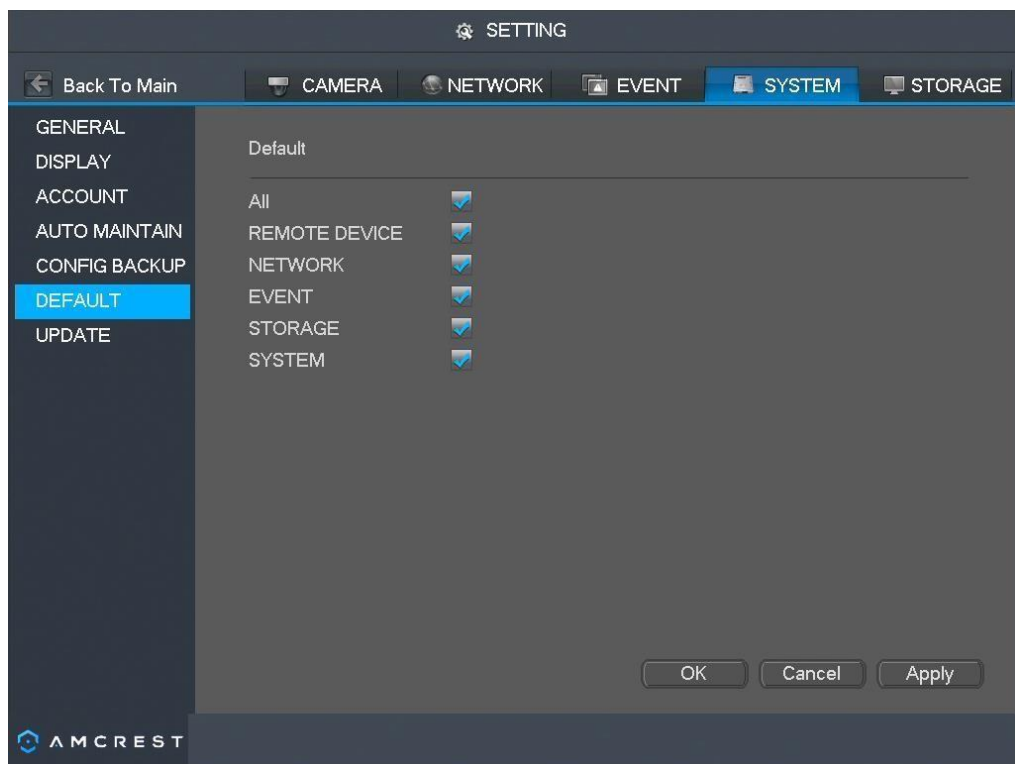 SETTING
Back To Main CAMERA NETWORK EVENT SYSTEM STORAGE
GENERAL
DISPLAY
ACCOUNT
AUTO MAINTAIN
CONFIG BACKUP
DEFAULT
UPDATE
Default
All
REMOTE DEVICE
NETWORK
EVENT
STORAGE
SYSTEM
OK Cancel Apply
AMCREST